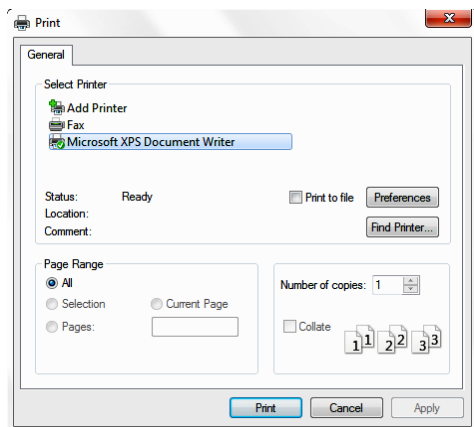 Print
General
Select Printer
Add Printer
Fax
Microsoft XPS Document Writer
Status: Ready
Print to file
Preferences
Location:
Comment:
Find Printer...
Page Range
All
Selection
Current Page
Pages:
Number of copies: 1
Collate
1 1 2 2 3 3
Print
Cancel
Apply